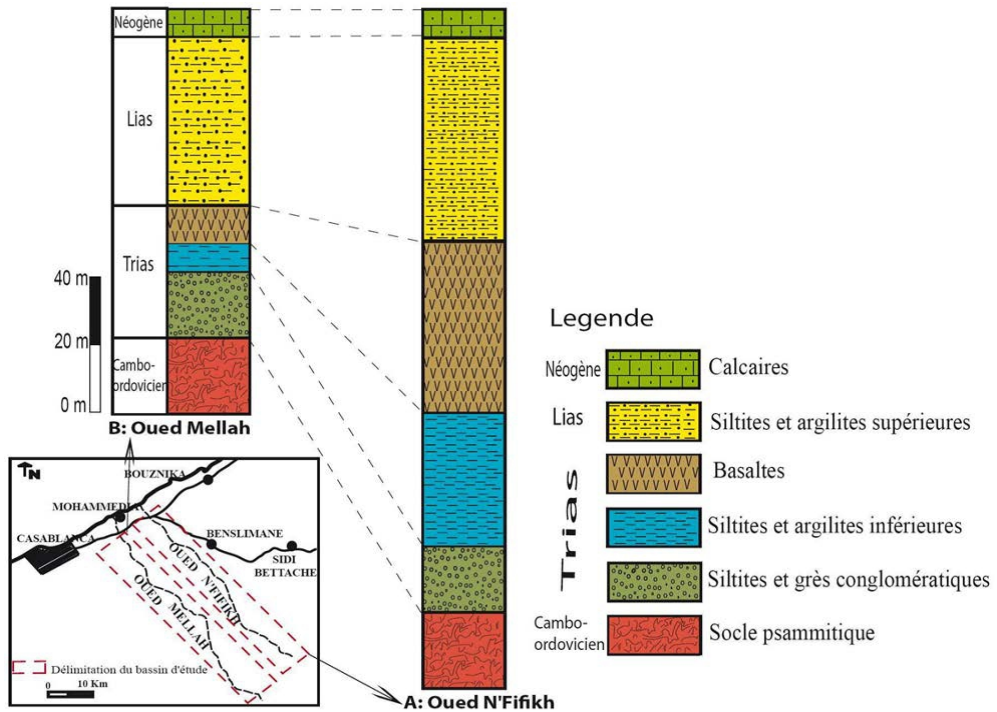 Néogène
Lias
Trias
Cambo-
ordovicien
40 m
20 m
0 m
B: Oued Mellah
N
BOUZNIKA
MOHAMMEDIA
CASABLANCA
BENSLIMANE
SIDI
BETTACHE
OUED N'FIFIKH
OUED MELLAH
Délimitation du bassin d'étude
0 10 Km
A: Oued N'Fifikh
Legende
Néogène
Calcaires
Lias
Siltites et argilites supérieures
Trias
Basaltes
Siltites et argilites inférieures
Siltites et grès conglomératiques
Cambo-
ordovicien
Socle psammitique